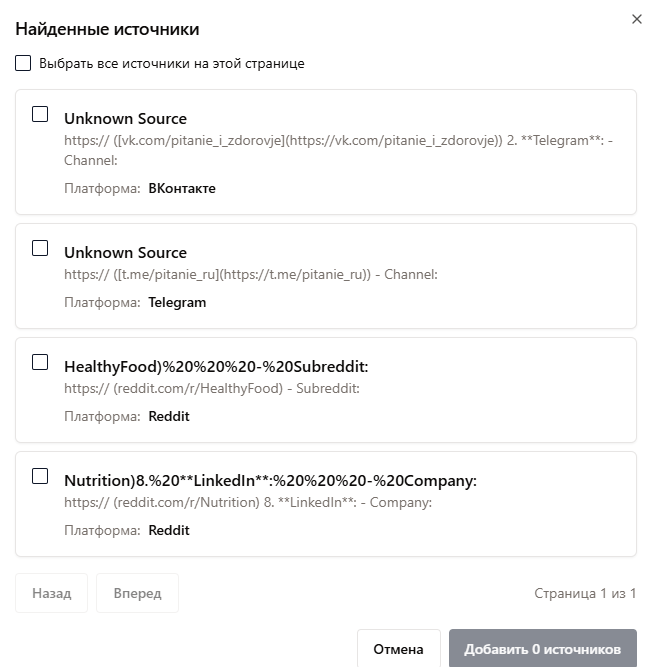 Найденные источники
Выбрать все источники на этой странице
Unknown Source
https:// ([vk.com/pitanie_i_zdorovje](https://vk.com/pitanie_i_zdorovje)) 2. **Telegram**: -
Channel:
Платформа: ВКонтакте
Unknown Source
https:// ([t.me/pitanie_ru](https://t.me/pitanie_ru)) - Channel:
Платформа: Telegram
HealthyFood)%20%20%20-%20Subreddit:
https:// (reddit.com/r/HealthyFood) - Subreddit:
Платформа: Reddit
Nutrition)8.%20**LinkedIn**:%20%20%20-%20Company:
https:// (reddit.com/r/Nutrition) 8. **LinkedIn**: - Company:
Платформа: Reddit
Назад Вперед Страница 1 из 1
Отмена Добавить 0 источников